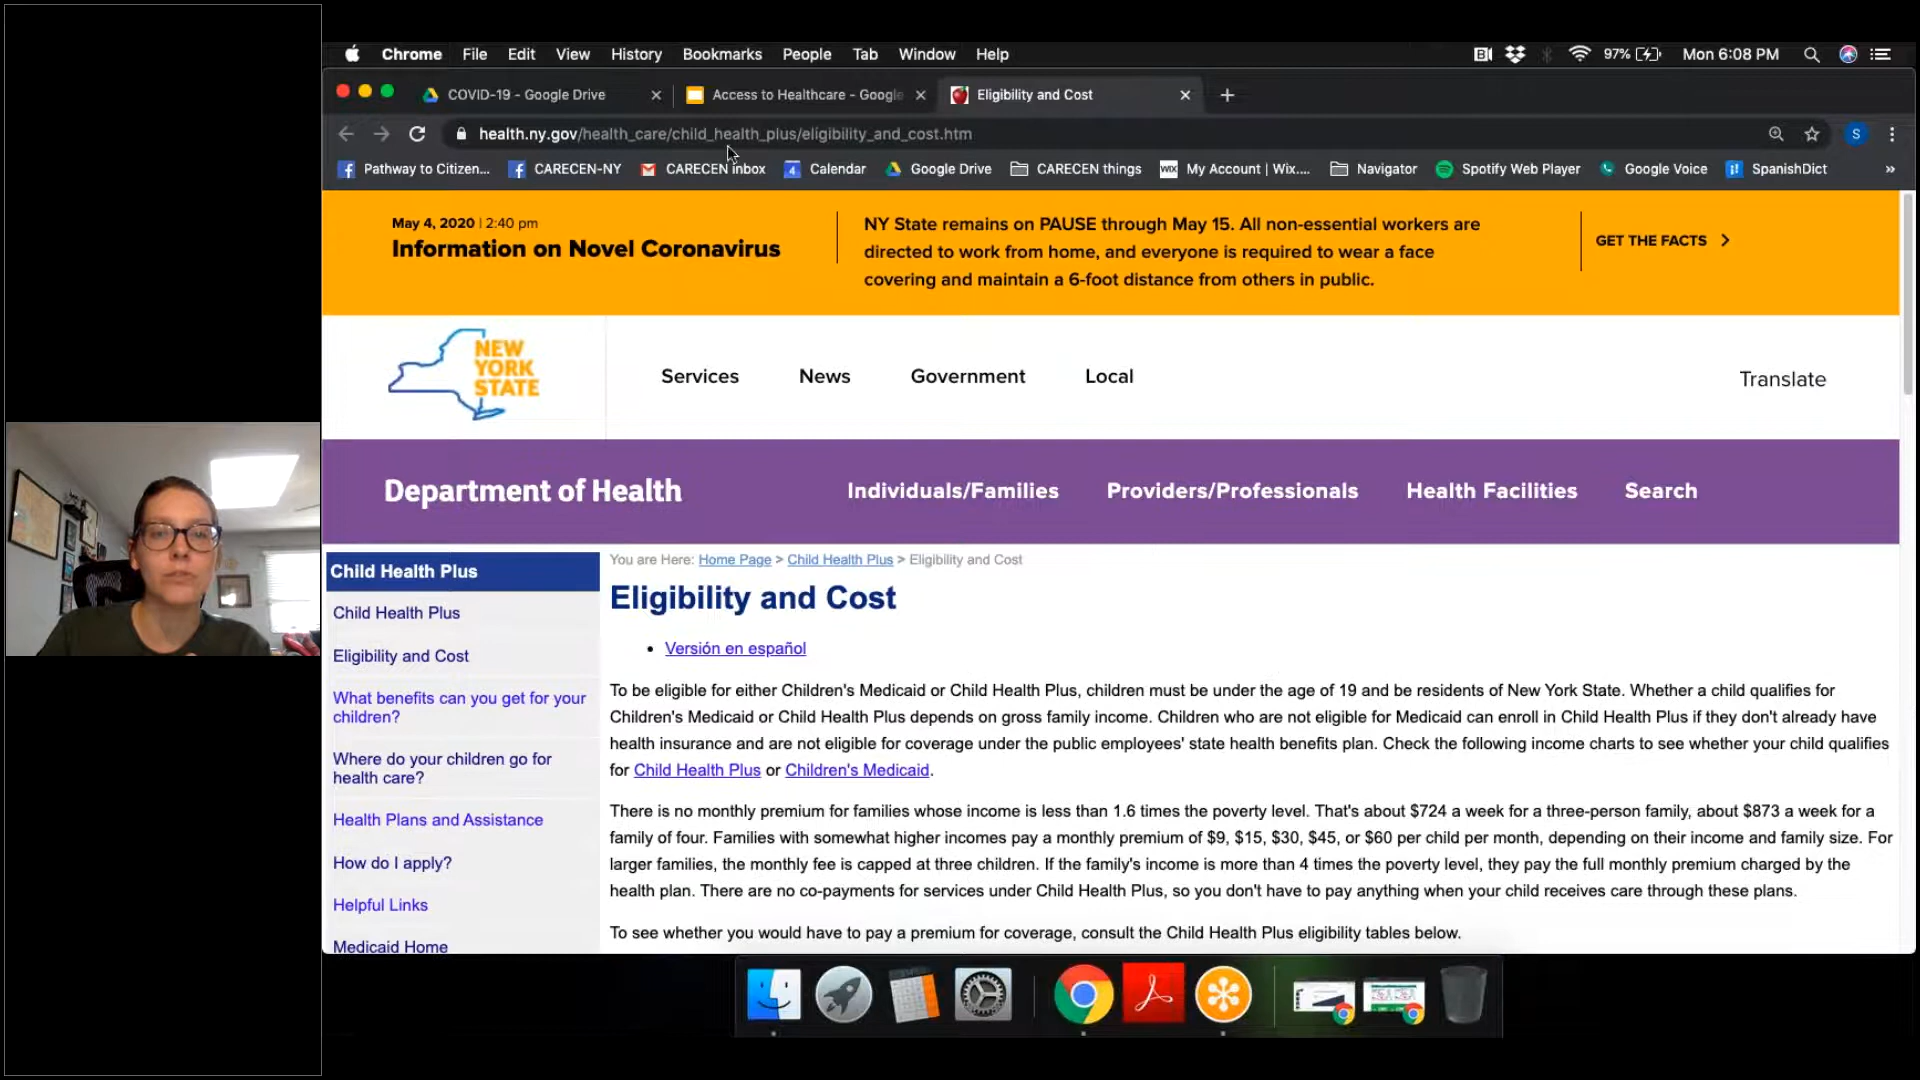 Chrome File Edit View History Bookmarks People Tab Window Help 97% Mon 6:08 PM
COVID-19 - Google Drive Access to Healthcare - Google Eligibility and Cost
health.ny.gov/health_care/child_health_plus/eligibility_and_cost.htm S
Pathway to Citizen... CARECEN-NY CARECEN inbox 4 Calendar Google Drive CARECEN things WIX My Account | Wix.... Navigator Spotify Web Player Google Voice SpanishDict »
May 4, 2020 | 2:40 pm
Information on Novel Coronavirus
NY State remains on PAUSE through May 15. All non-essential workers are
directed to work from home, and everyone is required to wear a face
covering and maintain a 6-foot distance from others in public.
GET THE FACTS
NEW
YORK
STATE
Services News Government Local Translate
Department of Health Individuals/Families Providers/Professionals Health Facilities Search
Child Health Plus
Child Health Plus
Eligibility and Cost
What benefits can you get for your
children?
Where do your children go for
health care?
Health Plans and Assistance
How do I apply?
Helpful Links
Medicaid Home
You are Here: Home Page > Child Health Plus > Eligibility and Cost
Eligibility and Cost
• Versión en español
To be eligible for either Children's Medicaid or Child Health Plus, children must be under the age of 19 and be residents of New York State. Whether a child qualifies for
Children's Medicaid or Child Health Plus depends on gross family income. Children who are not eligible for Medicaid can enroll in Child Health Plus if they don't already have
health insurance and are not eligible for coverage under the public employees' state health benefits plan. Check the following income charts to see whether your child qualifies
for Child Health Plus or Children's Medicaid.
There is no monthly premium for families whose income is less than 1.6 times the poverty level. That's about $724 a week for a three-person family, about $873 a week for a
family of four. Families with somewhat higher incomes pay a monthly premium of $9, $15, $30, $45, or $60 per child per month, depending on their income and family size. For
larger families, the monthly fee is capped at three children. If the family's income is more than 4 times the poverty level, they pay the full monthly premium charged by the
health plan. There are no co-payments for services under Child Health Plus, so you don't have to pay anything when your child receives care through these plans.
To see whether you would have to pay a premium for coverage, consult the Child Health Plus eligibility tables below.